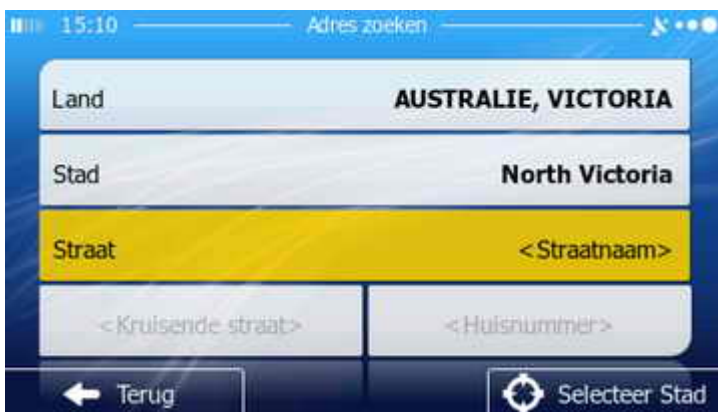 15:10 Adres zoeken
Land AUSTRALIE, VICTORIA
Stad North Victoria
Straat <Straatnaam>
<Kruisende straat> <Huisnummer>
Terug Selecteer Stad